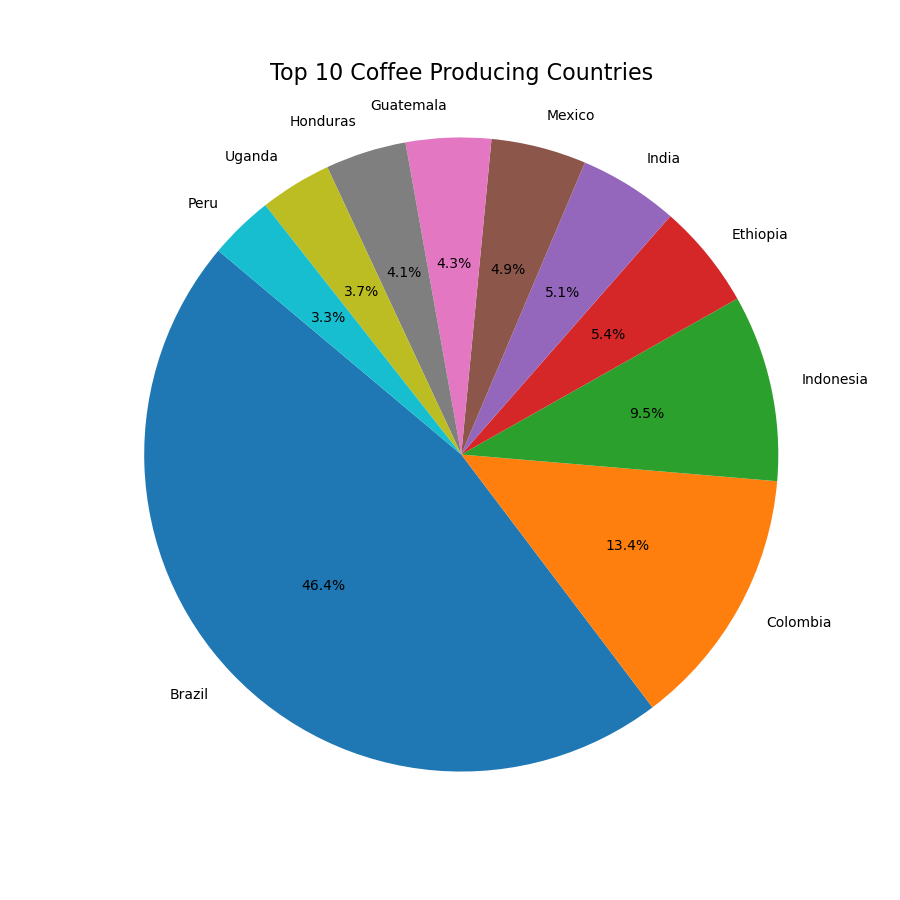 Top 10 Coffee Producing Countries
Guatemala
Mexico
Honduras
India
Uganda
Peru
Ethiopia
4.3%
4.9%
4.1%
3.7%
5.1%
3.3%
5.4%
Indonesia
9.5%
13.4%
46.4%
Colombia
Brazil